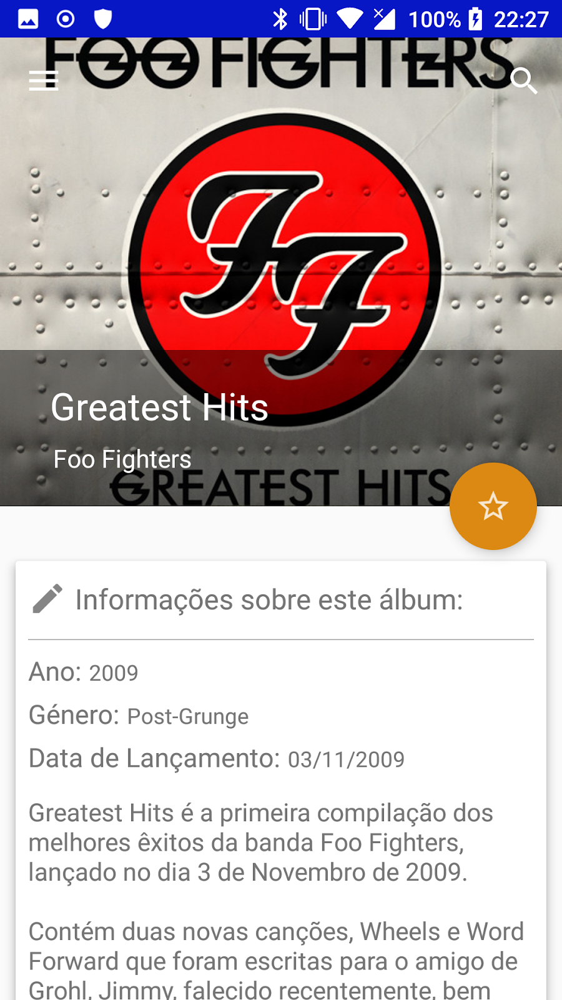 100% 22:27
FOO FIGHTERS
FF
Greatest Hits
Foo Fighters
GREATEST HITS
Informações sobre este álbum:
Ano: 2009
Género: Post-Grunge
Data de Lançamento: 03/11/2009
Greatest Hits é a primeira compilação dos
melhores êxitos da banda Foo Fighters,
lançado no dia 3 de Novembro de 2009.
Contém duas novas canções, Wheels e Word
Forward que foram escritas para o amigo de
Grohl, Jimmy, falecido recentemente, bem